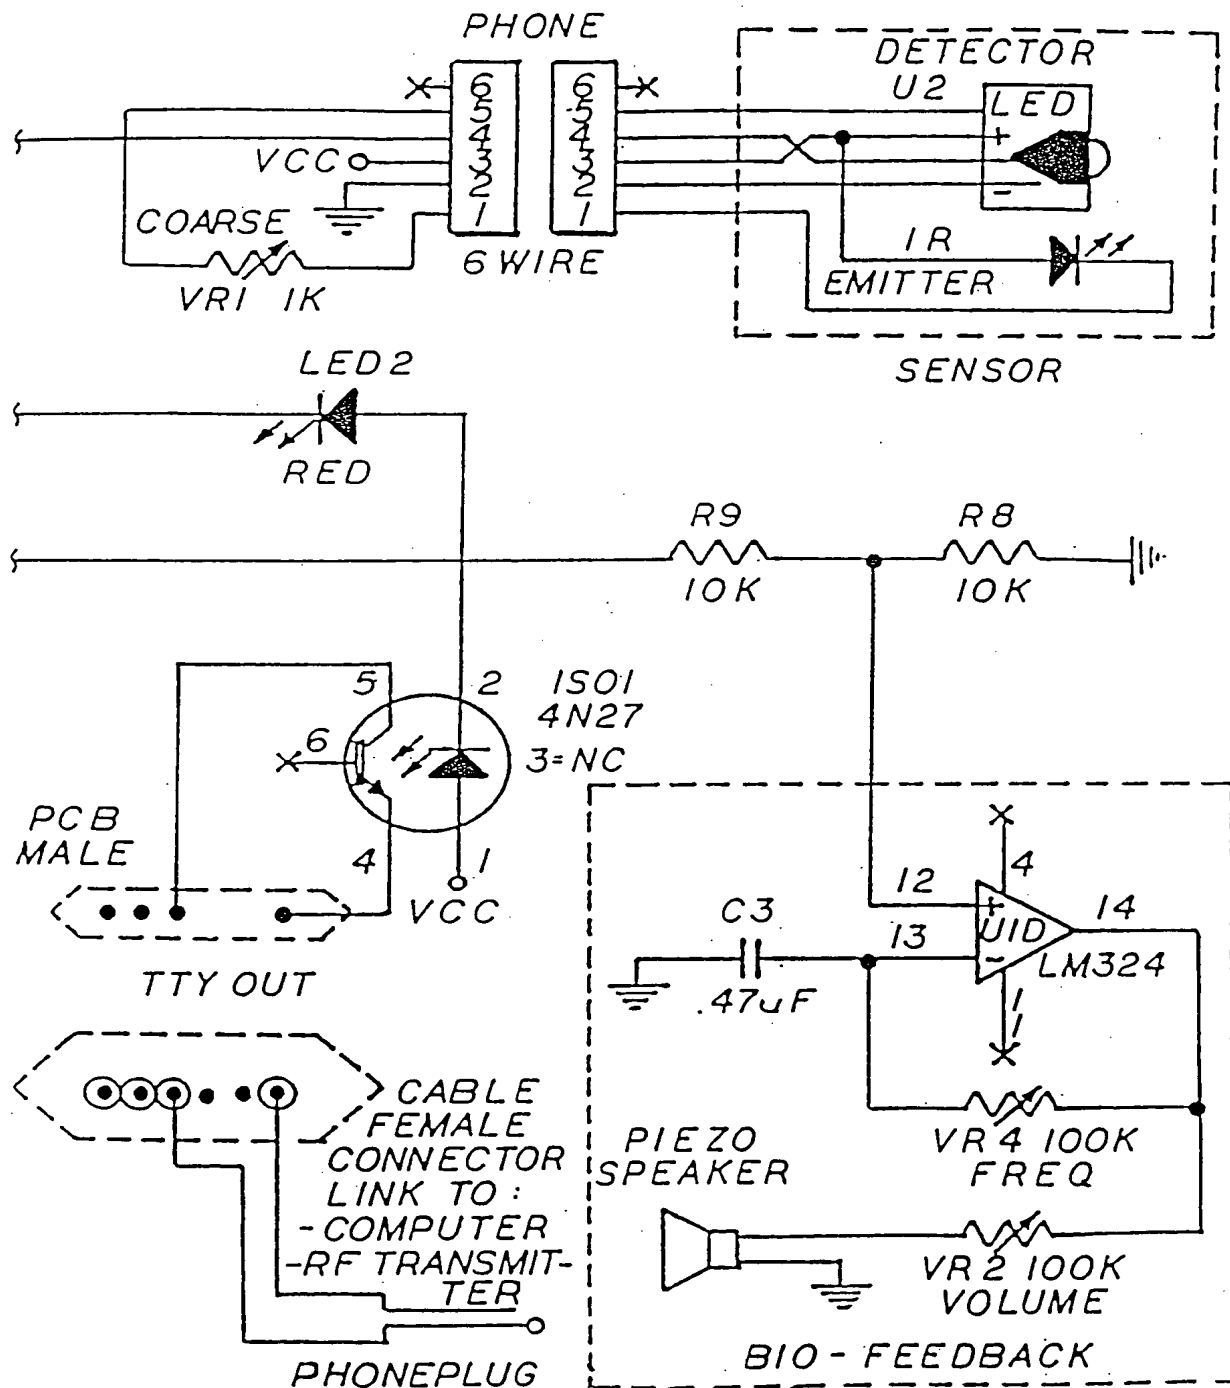 PHONE
6
5
4
3
2
1
6
5
4
3
2
1
VCC
COARSE
VR1 1K
6 WIRE
DETECTOR
U2
LED
+
-
IR
EMITTER
SENSOR
LED 2
RED
R9
10K
R8
10K
5
2
6
4
1
ISO1
4N27
3=NC
VCC
PCB
MALE
TTY OUT
CABLE
FEMALE
CONNECTOR
LINK TO :
-COMPUTER
-RF TRANSMIT-
TER
PHONEPLUG
4
12
+
14
C3
13
U1D
-
LM324
.47uF
11
VR4 100K
FREQ
PIEZO
SPEAKER
VR2 100K
VOLUME
BIO-FEEDBACK